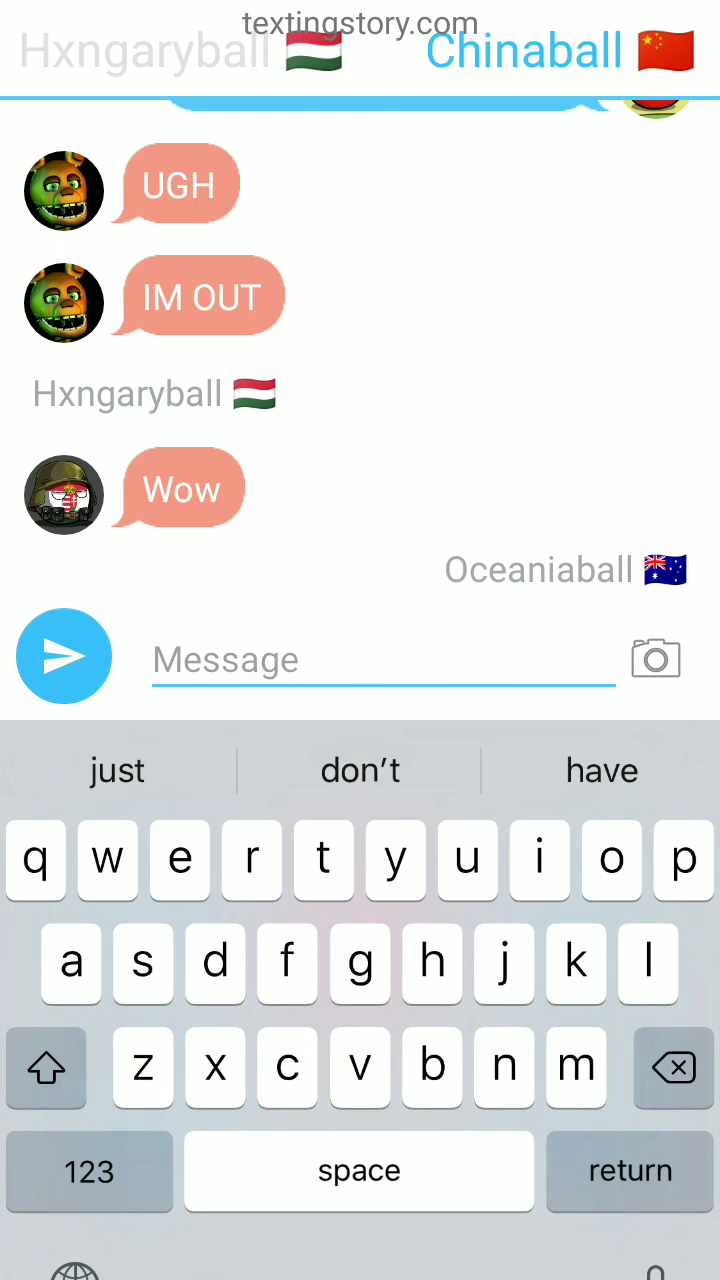 textingstory.com
Hxngaryball 🇭🇺 Chinaball 🇨🇳
UGH
IM OUT
Hxngaryball 🇭🇺
Wow
Oceaniaball 🇦🇺
Message
just don't have
q w e r t y u i o p
a s d f g h j k l
z x c v b n m
123 space return